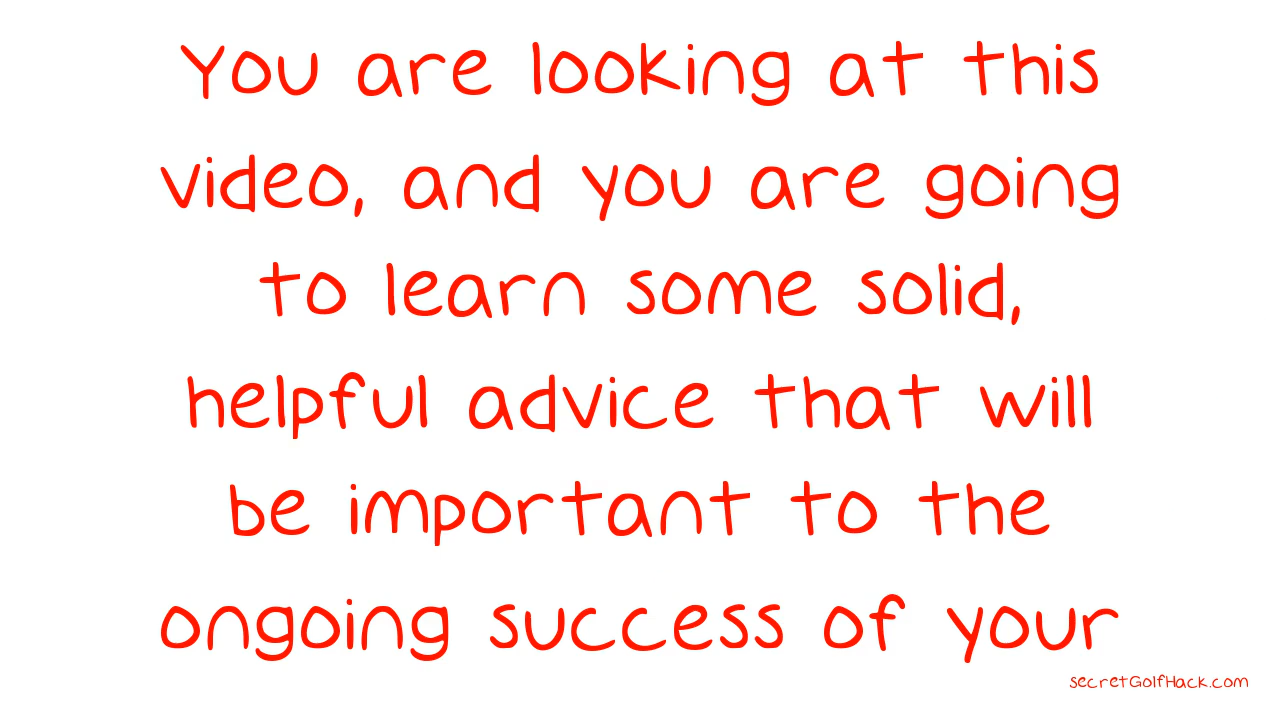 You are looking at this
video, and you are going
to learn some solid,
helpful advice that will
be important to the
ongoing success of your
secretGolfHack.com